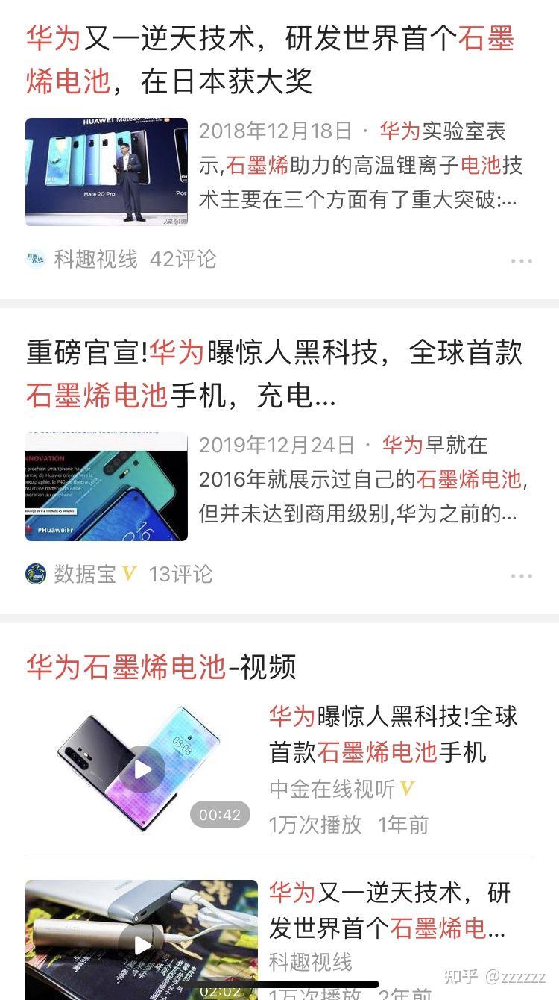 华为又一逆天技术，研发世界首个石墨
烯电池，在日本获大奖
HUAWEI Mate20 Series
Mate 20 Pro
2018年12月18日 · 华为实验室表
示,石墨烯助力的高温锂离子电池技
术主要在三个方面有了重大突破:...
科趣视线 42评论
重磅官宣!华为曝惊人黑科技，全球首款
石墨烯电池手机，充电...
#HuaweiFr
2019年12月24日 · 华为早就在
2016年就展示过自己的石墨烯电池,
但并未达到商用级别,华为之前的...
数据宝 V 13评论
华为石墨烯电池-视频
08:08
00:42
华为曝惊人黑科技!全球
首款石墨烯电池手机
中金在线视听 V
1万次播放 1年前
华为又一逆天技术，研
发世界首个石墨烯电...
科趣视线
02:02
1万次播放 2年前
知乎 @zzzzzz